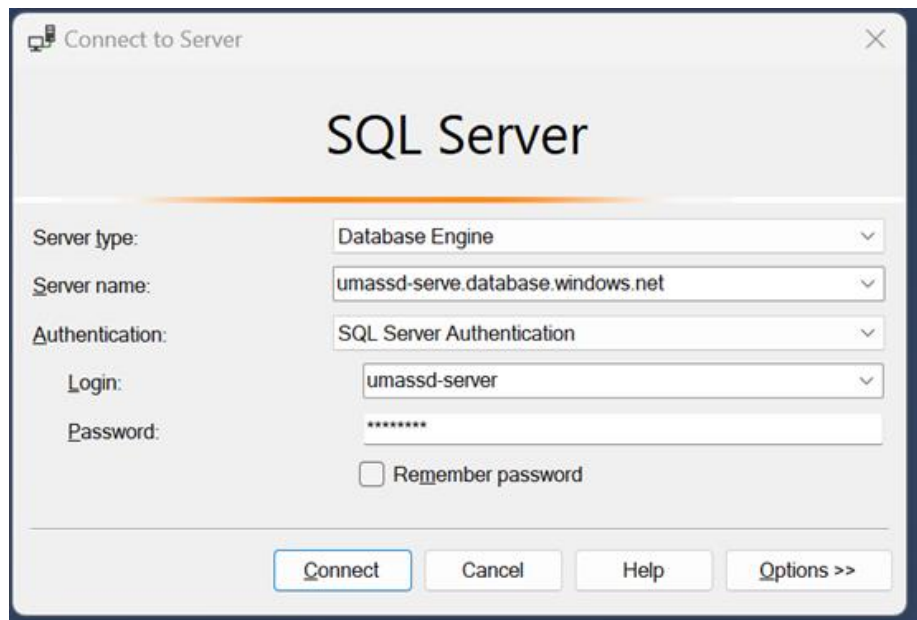 Connect to Server
SQL Server
Server type: Database Engine
Server name: umassd-serve.database.windows.net
Authentication: SQL Server Authentication
Login: umassd-server
Password: ********
Remember password
Connect Cancel Help Options >>